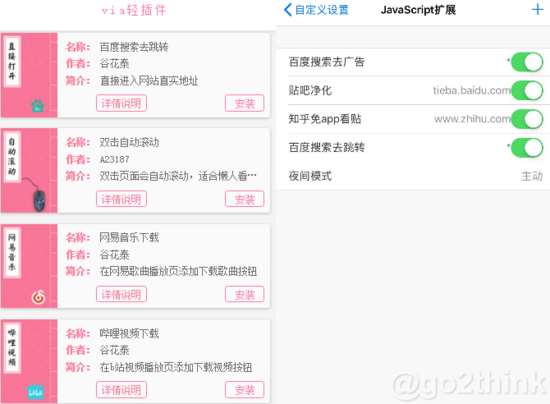 via轻插件
直接打开
名称： 百度搜索去跳转
作者： 谷花泰
简介： 直接进入网站真实地址
详情说明 安装
自动滚动
名称： 双击自动滚动
作者： A23187
简介： 双击页面会自动滚动，适合懒人看…
详情说明 安装
网易音乐
名称： 网易音乐下载
作者： 谷花泰
简介： 在网易歌曲播放页添加下载歌曲按钮
详情说明 安装
哔哩视频
名称： 哔哩视频下载
作者： 谷花泰
简介： 在b站视频播放页添加下载视频按钮
详情说明 安装
自定义设置 JavaScript扩展 +
百度搜索去广告 *
贴吧净化 tieba.baidu.com
知乎免app看贴 www.zhihu.com
百度搜索去跳转 *
夜间模式 主动
@go2think